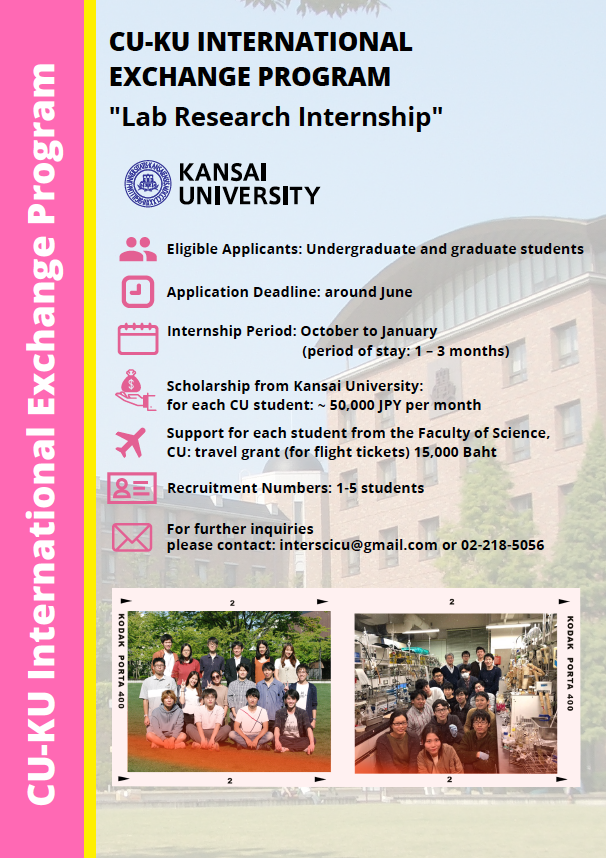 CU-KU International Exchange Program
CU-KU INTERNATIONAL
EXCHANGE PROGRAM
"Lab Research Internship"
KANSAI
UNIVERSITY
Eligible Applicants: Undergraduate and graduate students
Application Deadline: around June
Internship Period: October to January
(period of stay: 1 – 3 months)
Scholarship from Kansai University:
for each CU student: ~ 50,000 JPY per month
Support for each student from the Faculty of Science,
CU: travel grant (for flight tickets) 15,000 Baht
Recruitment Numbers: 1-5 students
For further inquiries
please contact: interscicu@gmail.com or 02-218-5056
2
2
KODAK PORTA 400
KODAK PORTA 400
2
2